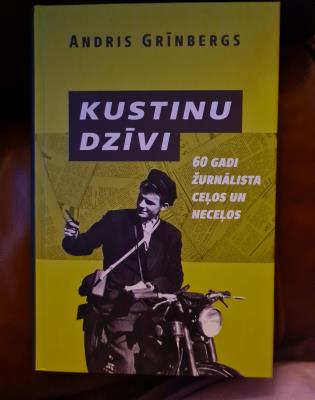 ANDRIS GRĪNBERGS
KUSTINU
DZĪVI
60 GADI
ŽURNĀLISTA
CEĻOS UN
NECEĻOS